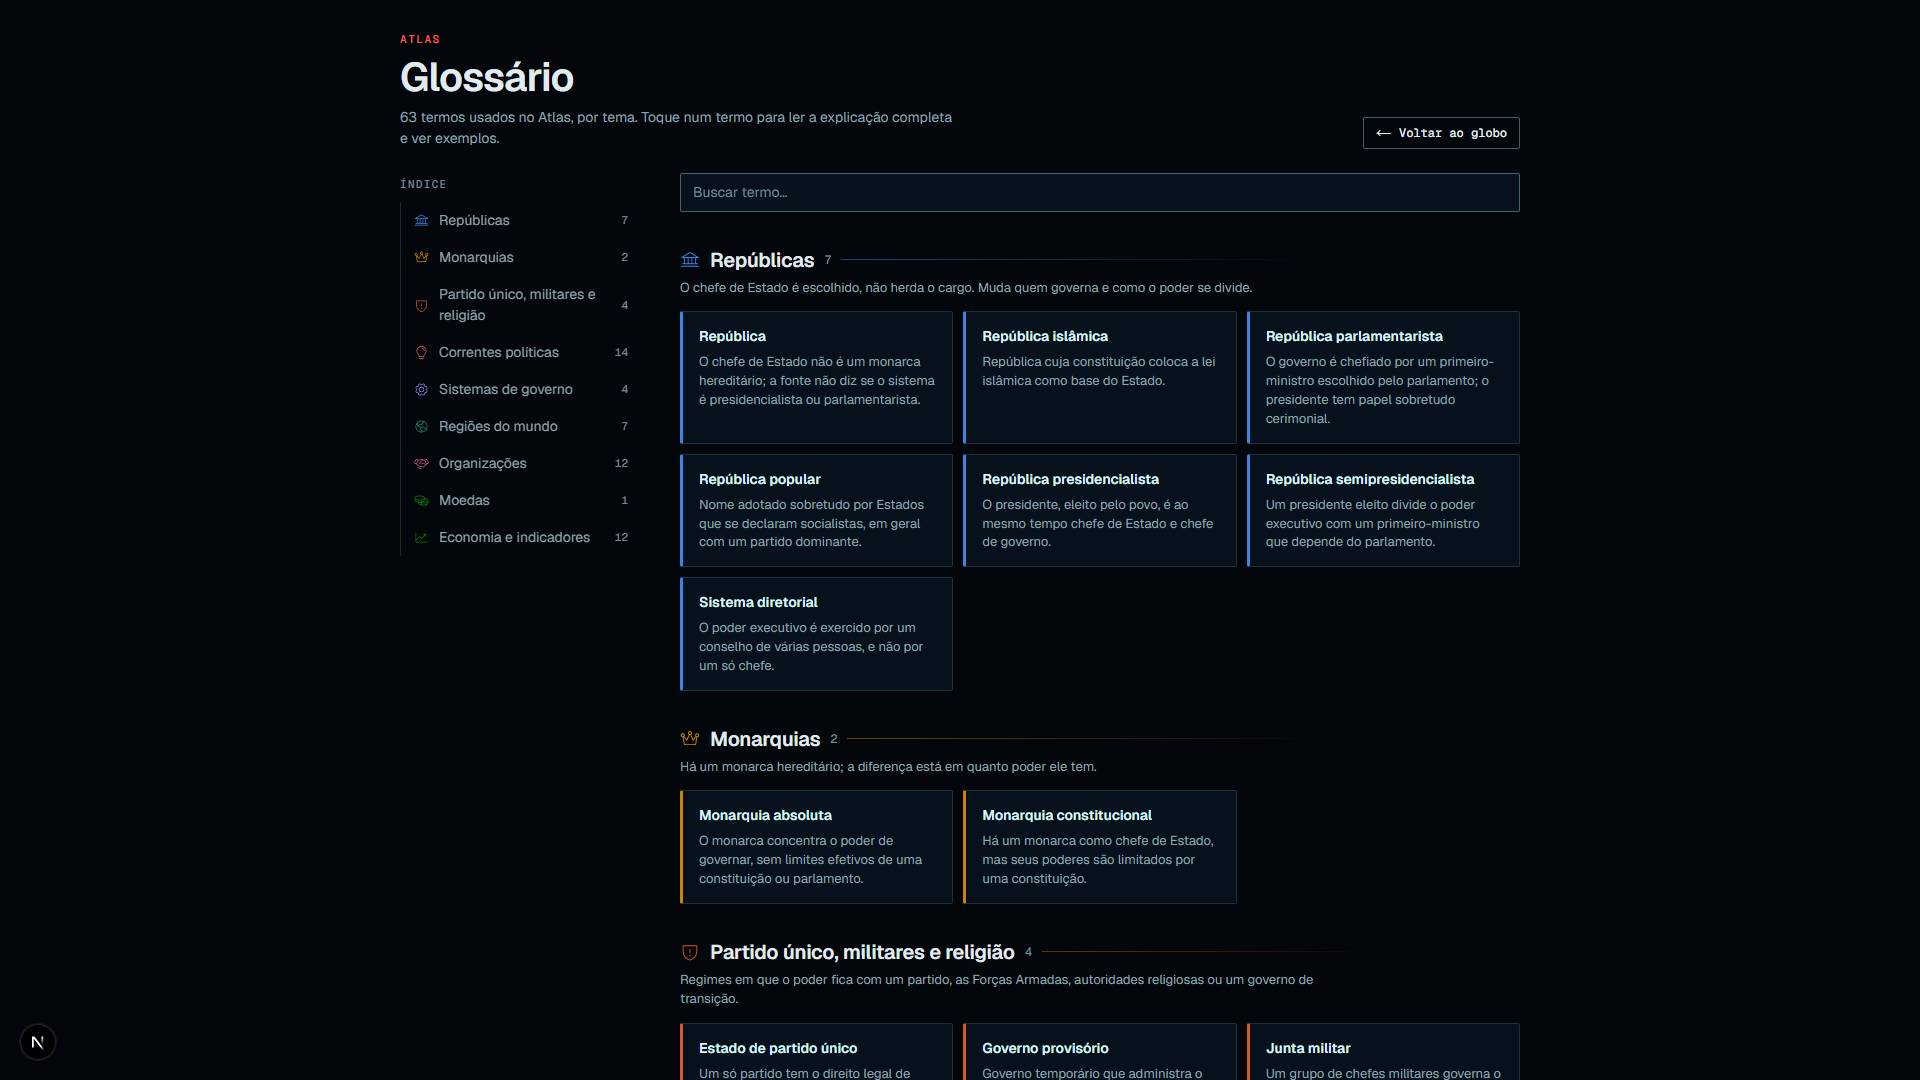 ATLAS
Glossário
63 termos usados no Atlas, por tema. Toque num termo para ler a explicação completa
e ver exemplos.
← Voltar ao globo
ÍNDICE
Repúblicas 7
Monarquias 2
Partido único, militares e
religião 4
Correntes políticas 14
Sistemas de governo 4
Regiões do mundo 7
Organizações 12
Moedas 1
Economia e indicadores 12
Buscar termo…
Repúblicas 7
O chefe de Estado é escolhido, não herda o cargo. Muda quem governa e como o poder se divide.
República
O chefe de Estado não é um monarca
hereditário; a fonte não diz se o sistema
é presidencialista ou parlamentarista.
República islâmica
República cuja constituição coloca a lei
islâmica como base do Estado.
República parlamentarista
O governo é chefiado por um primeiro-
ministro escolhido pelo parlamento; o
presidente tem papel sobretudo
cerimonial.
República popular
Nome adotado sobretudo por Estados
que se declaram socialistas, em geral
com um partido dominante.
República presidencialista
O presidente, eleito pelo povo, é ao
mesmo tempo chefe de Estado e chefe
de governo.
República semipresidencialista
Um presidente eleito divide o poder
executivo com um primeiro-ministro
que depende do parlamento.
Sistema diretorial
O poder executivo é exercido por um
conselho de várias pessoas, e não por
um só chefe.
Monarquias 2
Há um monarca hereditário; a diferença está em quanto poder ele tem.
Monarquia absoluta
O monarca concentra o poder de
governar, sem limites efetivos de uma
constituição ou parlamento.
Monarquia constitucional
Há um monarca como chefe de Estado,
mas seus poderes são limitados por
uma constituição.
Partido único, militares e religião 4
Regimes em que o poder fica com um partido, as Forças Armadas, autoridades religiosas ou um governo de
transição.
Estado de partido único
Um só partido tem o direito legal de
Governo provisório
Governo temporário que administra o
Junta militar
Um grupo de chefes militares governa o
N